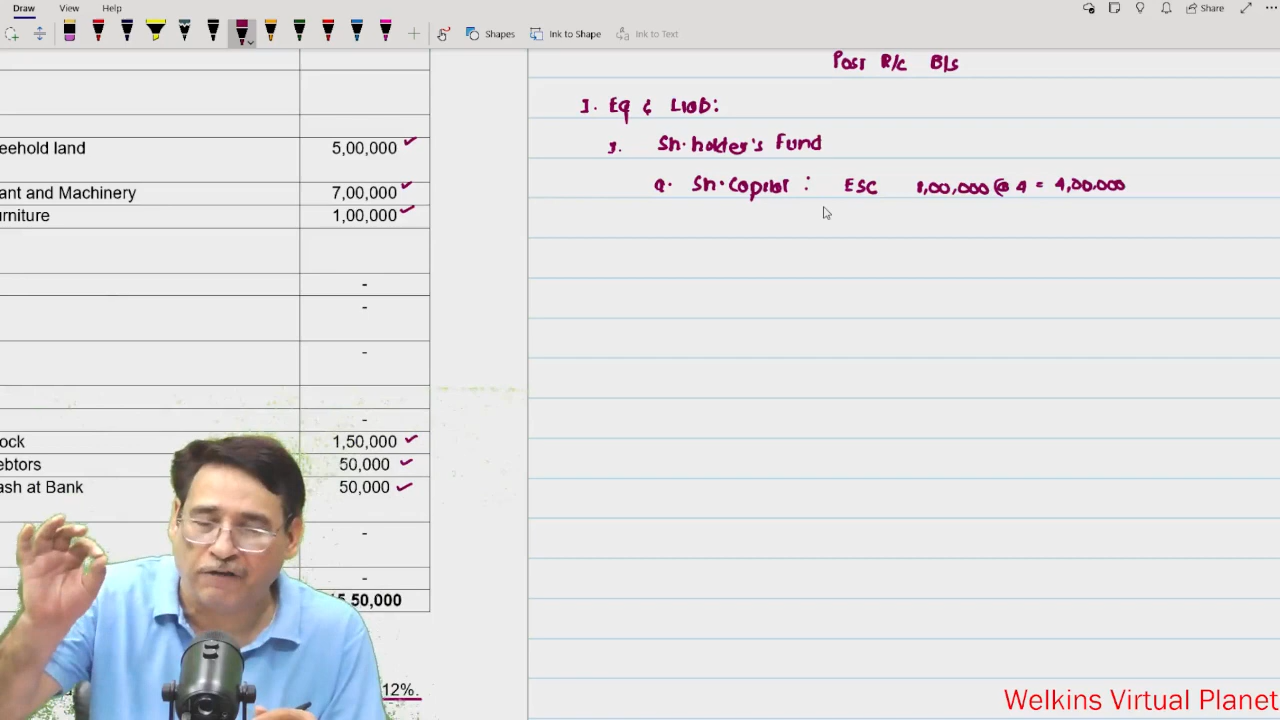 Draw View Help Share
Shapes Ink to Shape Ink to Text
Post R/c B/s
I. Eq & Liab:
1. Sh.holder's Fund
a. Sh.Capital : ESC 1,00,000 @ 4 = 4,00,000
eehold land 5,00,000
ant and Machinery 7,00,000
urniture 1,00,000
-
-
-
-
ock 1,50,000
ebtors 50,000
ash at Bank 50,000
-
-
5,50,000
12%.
Welkins Virtual Planet